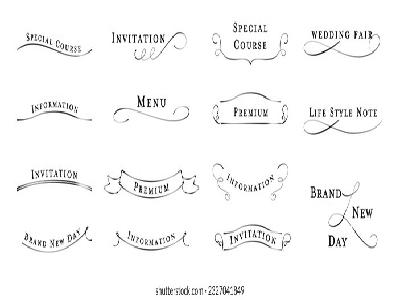 Special Course
Invitation
Special
Course
Wedding Fair
Information
Menu
Premium
Life Style Note
Invitation
Premium
Information
Brand
New
Day
Brand New Day
Information
Invitation
shutterstock.com · 2327041849